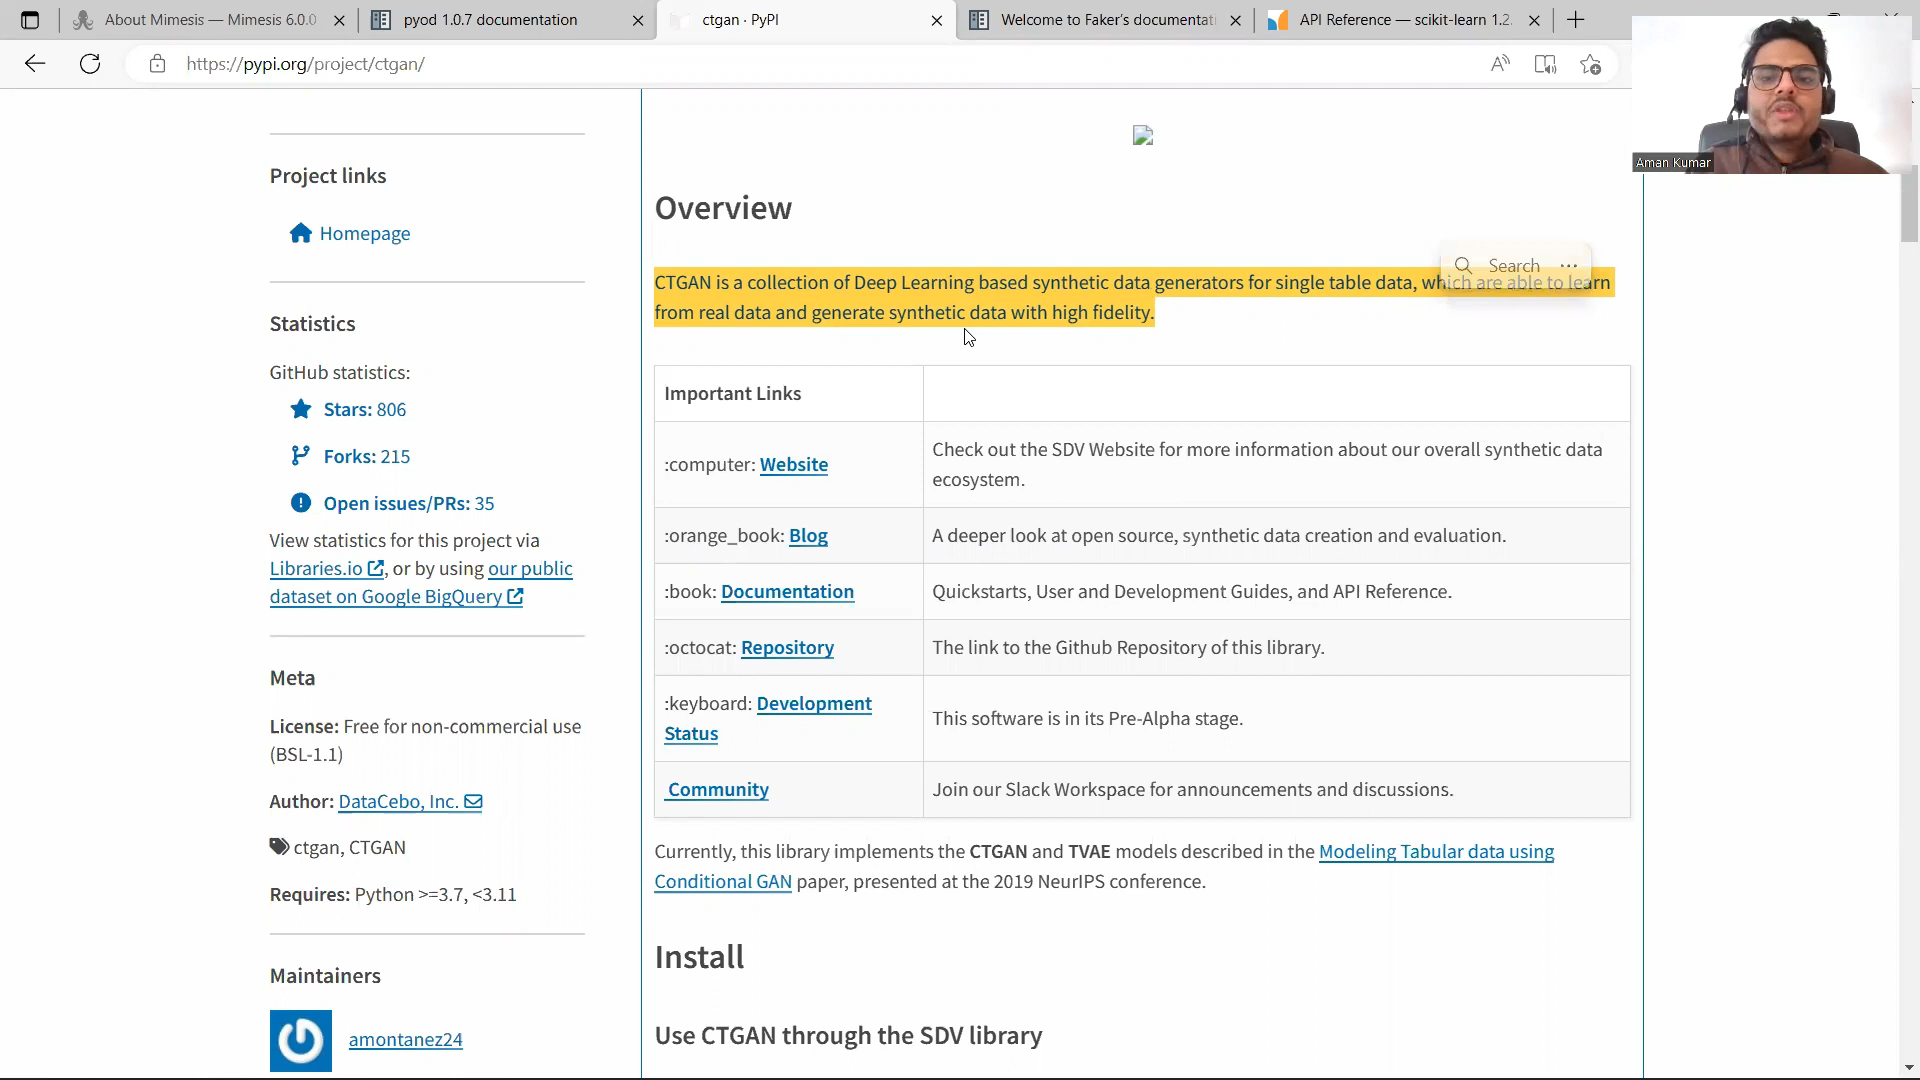 About Mimesis — Mimesis 6.0.0
pyod 1.0.7 documentation
ctgan · PyPI
Welcome to Faker's documentati
API Reference — scikit-learn 1.2.
https://pypi.org/project/ctgan/
Aman Kumar
Project links
Homepage
Statistics
GitHub statistics:
Stars: 806
Forks: 215
Open issues/PRs: 35
View statistics for this project via
Libraries.io, or by using our public
dataset on Google BigQuery
Meta
License: Free for non-commercial use
(BSL-1.1)
Author: DataCebo, Inc.
ctgan, CTGAN
Requires: Python >=3.7, <3.11
Maintainers
amontanez24
Overview
Search ...
CTGAN is a collection of Deep Learning based synthetic data generators for single table data, which are able to learn
from real data and generate synthetic data with high fidelity.
Important Links
:computer: Website
Check out the SDV Website for more information about our overall synthetic data
ecosystem.
:orange_book: Blog
A deeper look at open source, synthetic data creation and evaluation.
:book: Documentation
Quickstarts, User and Development Guides, and API Reference.
:octocat: Repository
The link to the Github Repository of this library.
:keyboard: Development
Status
This software is in its Pre-Alpha stage.
Community
Join our Slack Workspace for announcements and discussions.
Currently, this library implements the CTGAN and TVAE models described in the Modeling Tabular data using
Conditional GAN paper, presented at the 2019 NeurIPS conference.
Install
Use CTGAN through the SDV library